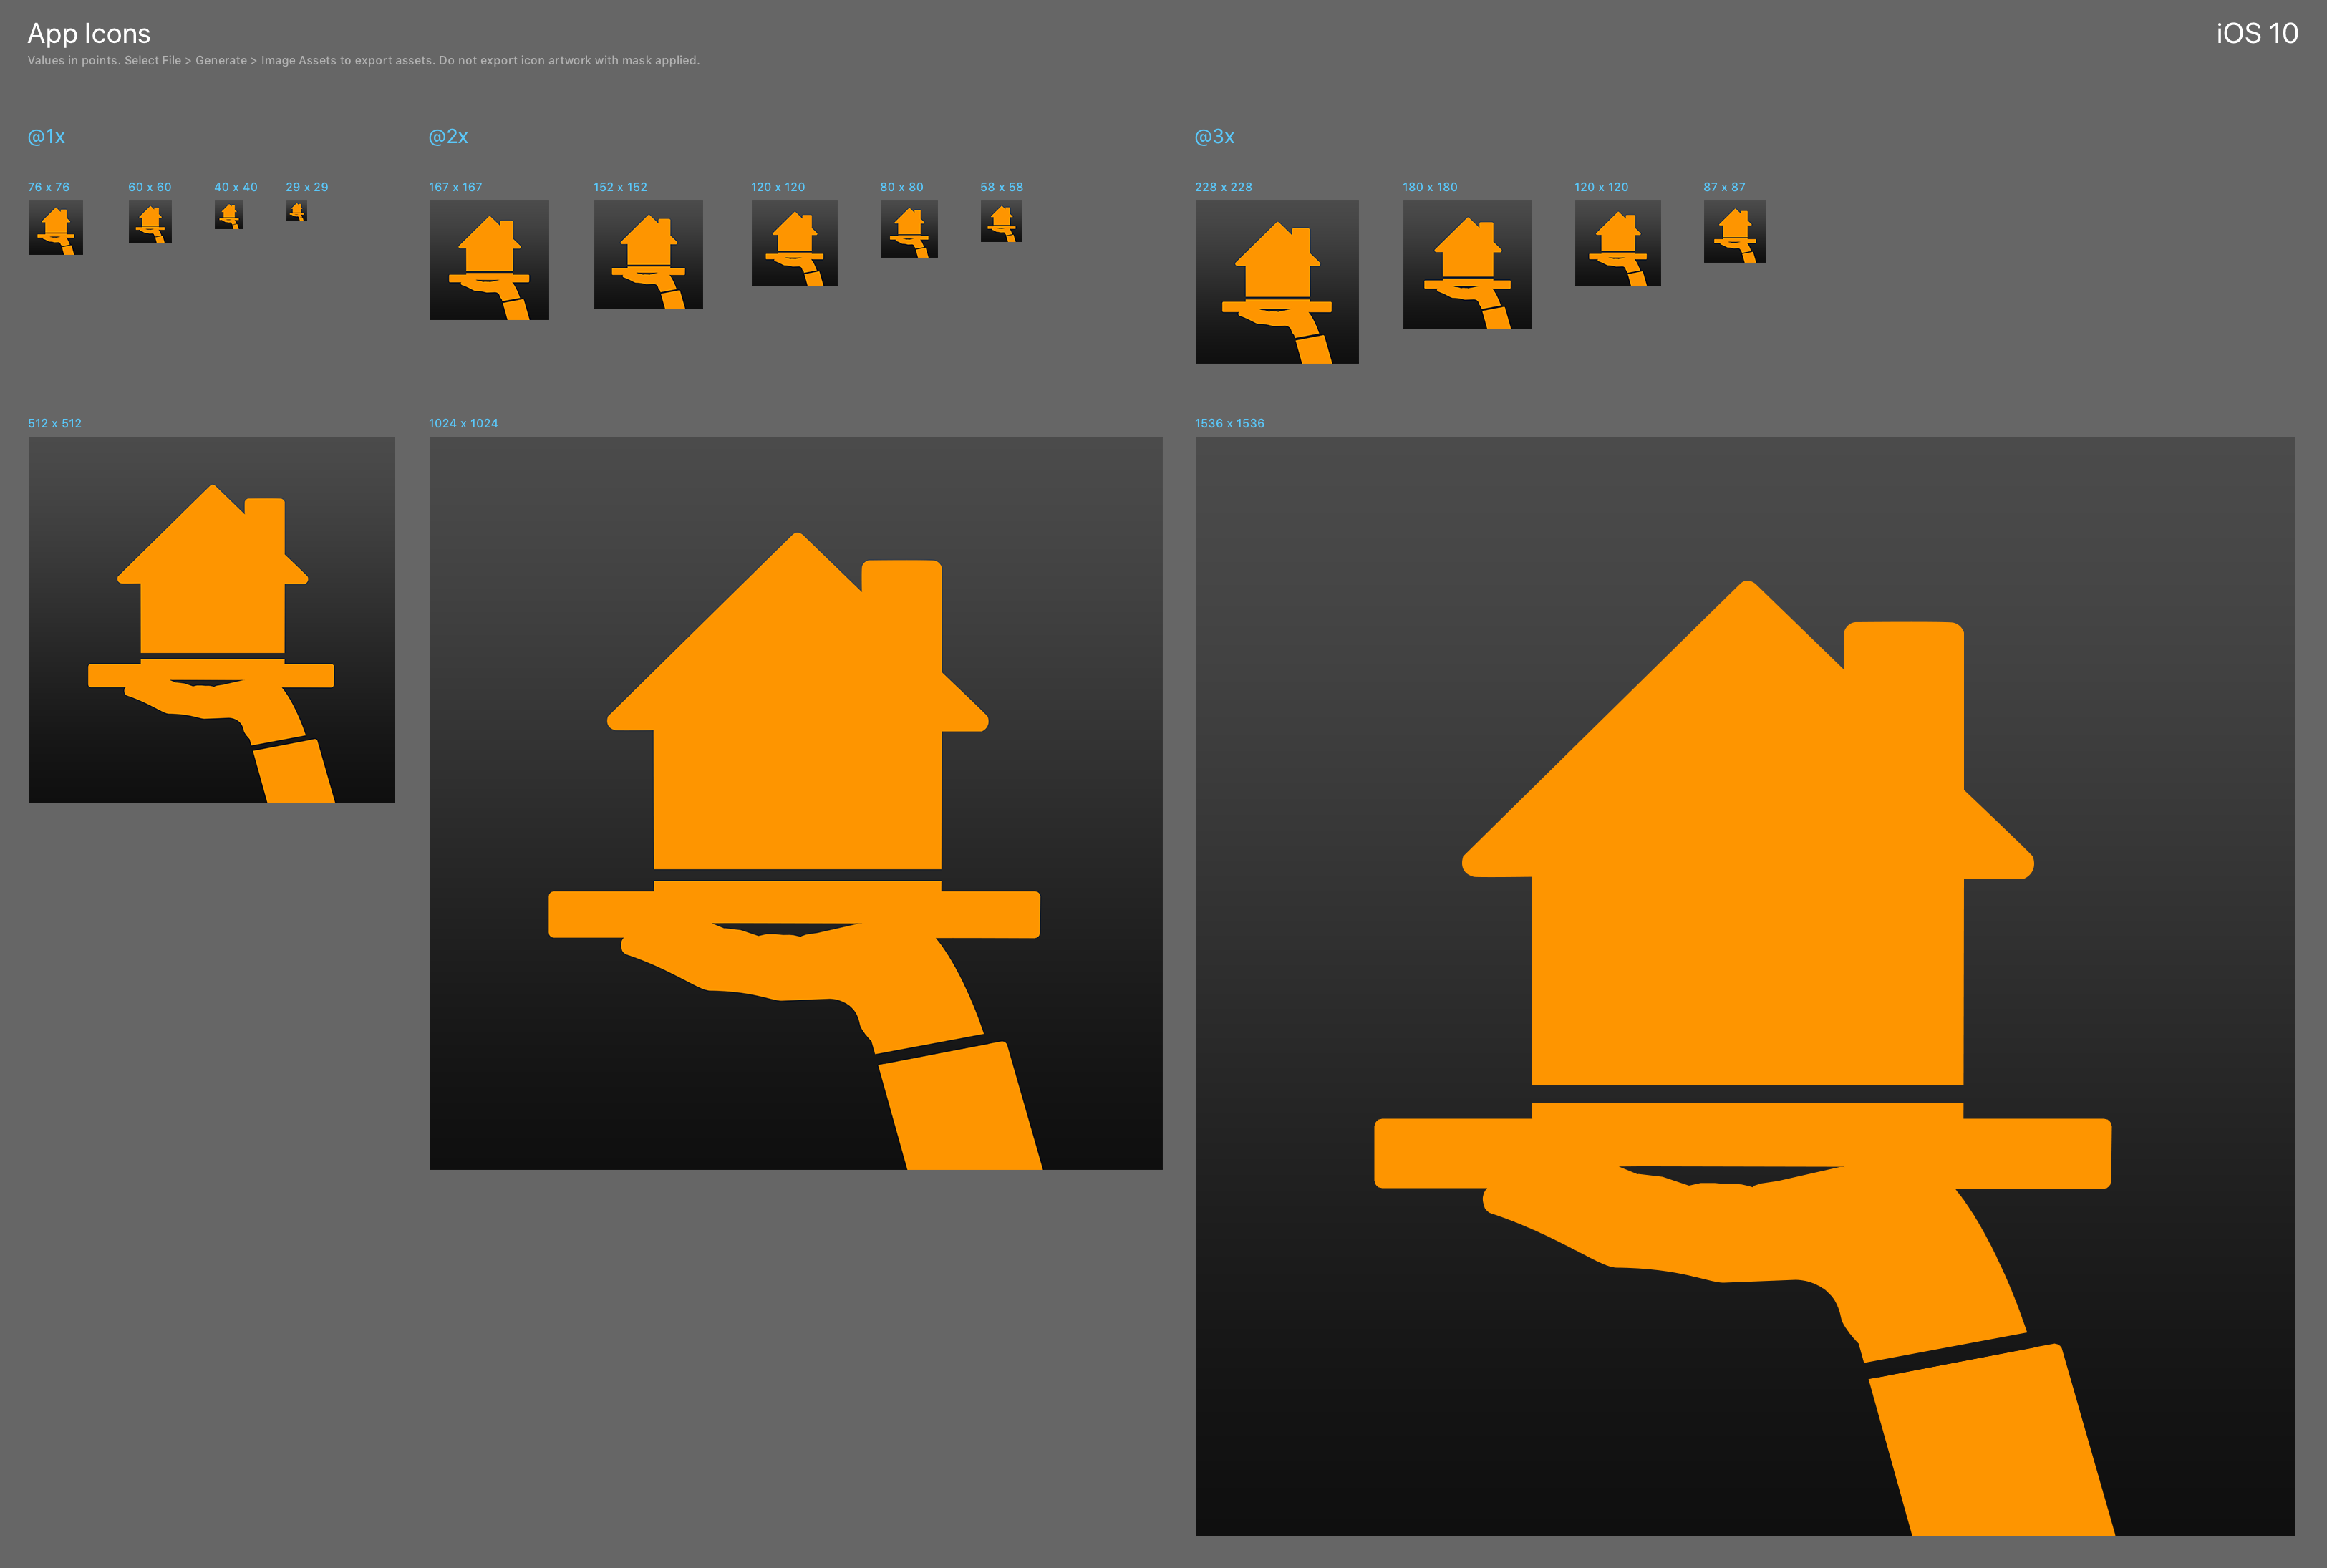 App Icons
iOS 10
Values in points. Select File > Generate > Image Assets to export assets. Do not export icon artwork with mask applied.
@1x
@2x
@3x
76 x 76
60 x 60
40 x 40
29 x 29
167 x 167
152 x 152
120 x 120
80 x 80
58 x 58
228 x 228
180 x 180
120 x 120
87 x 87
512 x 512
1024 x 1024
1536 x 1536